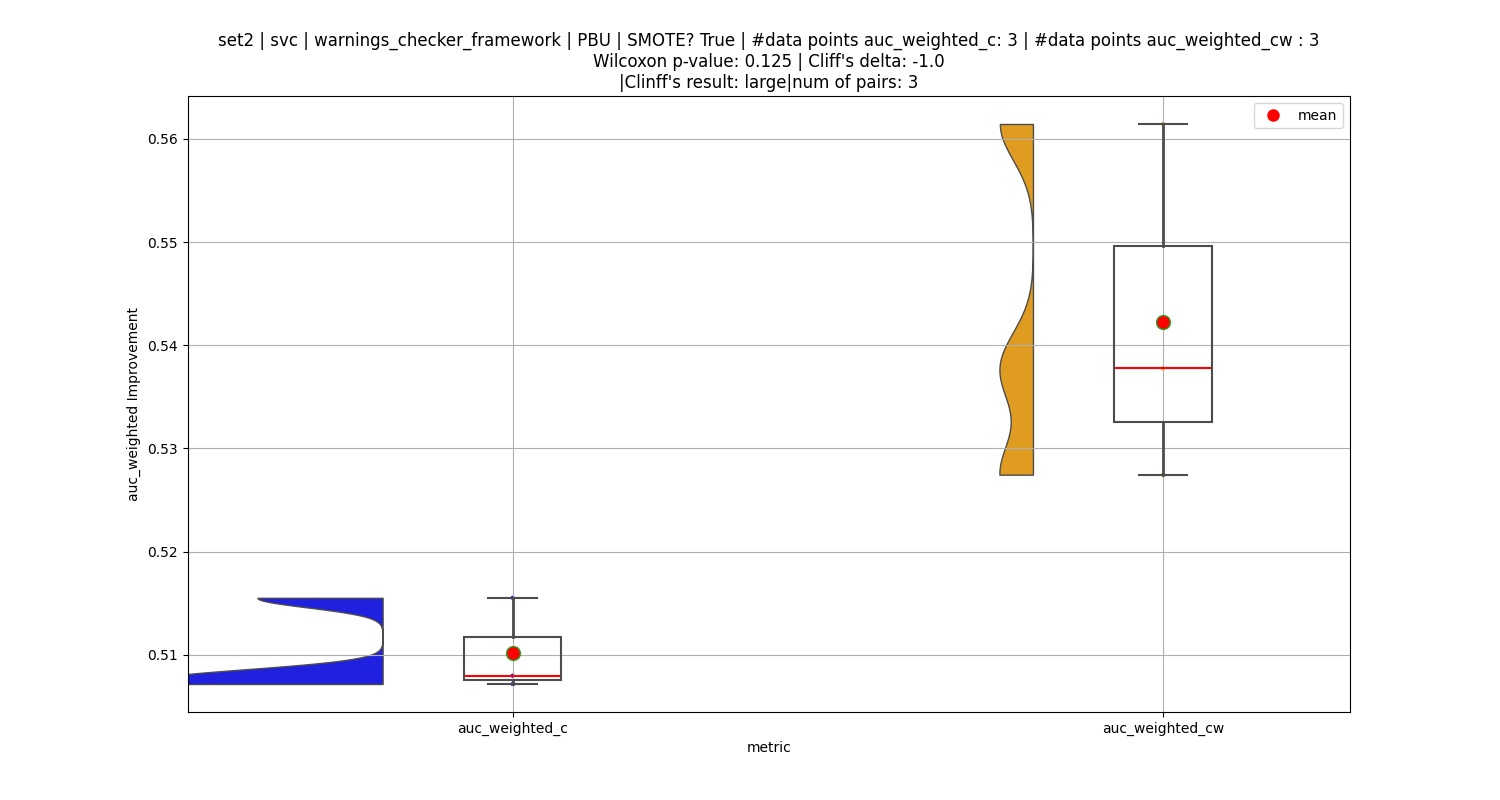 set2 | svc | warnings_checker_framework | PBU | SMOTE? True | #data points auc_weighted_c: 3 | #data points auc_weighted_cw : 3
Wilcoxon p-value: 0.125 | Cliff's delta: -1.0
|Clinff's result: large|num of pairs: 3
mean
0.56
0.55
0.54
0.53
0.52
0.51
auc_weighted Improvement
auc_weighted_c
auc_weighted_cw
metric